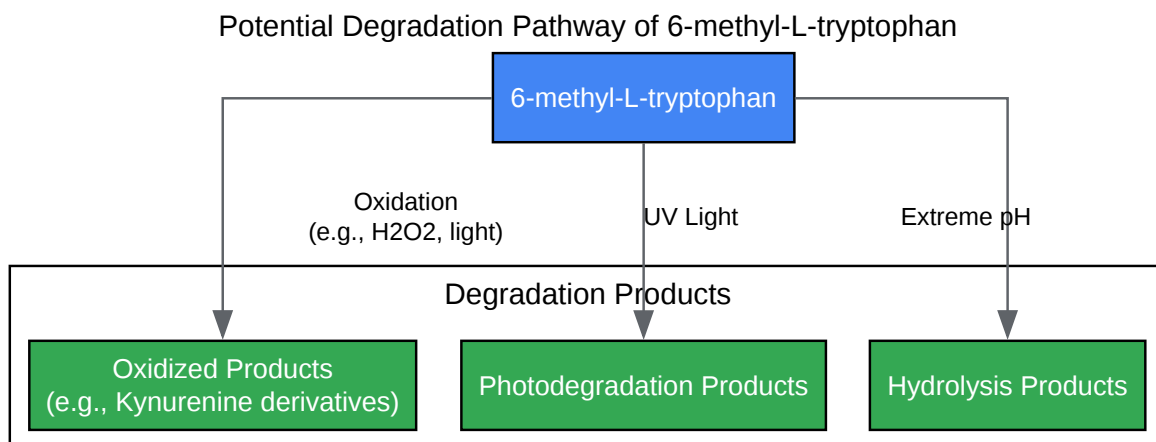 Potential Degradation Pathway of 6-methyl-L-tryptophan
6-methyl-L-tryptophan
Oxidation
(e.g., H2O2, light)
UV Light
Extreme pH
Degradation Products
Oxidized Products
(e.g., Kynurenine derivatives)
Photodegradation Products
Hydrolysis Products